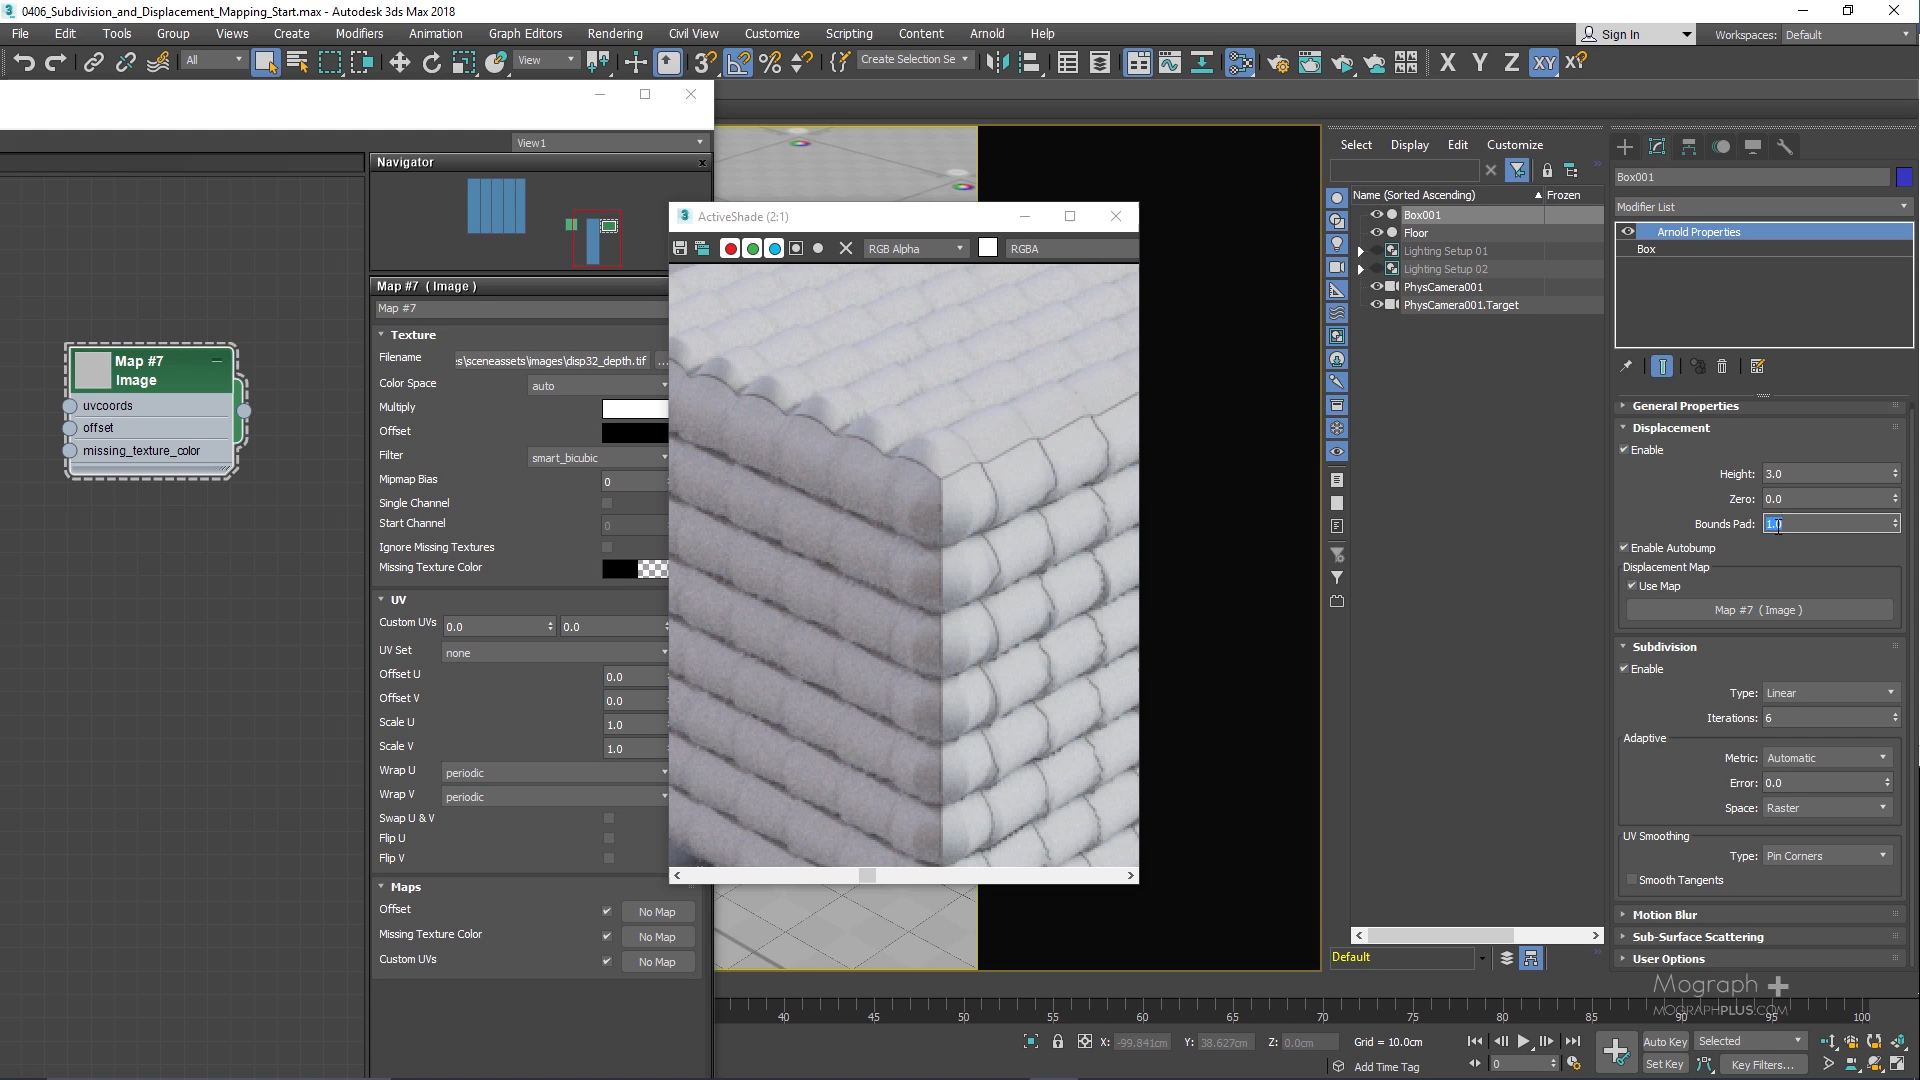 0406_Subdivision_and_Displacement_Mapping_Start.max - Autodesk 3ds Max 2018
File Edit Tools Group Views Create Modifiers Animation Graph Editors Rendering Civil View Customize Scripting Content Arnold Help
Sign In Workspaces: Default
All View Create Selection Se X Y Z XY XY
View1
Navigator
Map #7 ( Image )
Map #7
Texture
Filename :s\sceneassets\images\disp32_depth.tif ...
Color Space auto
Multiply
Offset
Filter smart_bicubic
Mipmap Bias 0
Single Channel
Start Channel 0
Ignore Missing Textures
Missing Texture Color
UV
Custom UVs 0.0 0.0
UV Set none
Offset U 0.0
Offset V 0.0
Scale U 1.0
Scale V 1.0
Wrap U periodic
Wrap V periodic
Swap U & V
Flip U
Flip V
Maps
Offset No Map
Missing Texture Color No Map
Custom UVs No Map
Map #7
Image
uvcoords
offset
missing_texture_color
ActiveShade (2:1)
RGB Alpha RGBA
Select Display Edit Customize
Name (Sorted Ascending) Frozen
Box001
Floor
Lighting Setup 01
Lighting Setup 02
PhysCamera001
PhysCamera001.Target
Default
Box001
Modifier List
Arnold Properties
Box
General Properties
Displacement
Enable
Height: 3.0
Zero: 0.0
Bounds Pad: 1.0
Enable Autobump
Displacement Map
Use Map
Map #7 ( Image )
Subdivision
Enable
Type: Linear
Iterations: 6
Adaptive
Metric: Automatic
Error: 0.0
Space: Raster
UV Smoothing
Type: Pin Corners
Smooth Tangents
Motion Blur
Sub-Surface Scattering
User Options
Mograph +
MOGRAPHPLUS.COM
40 45 50 55 60 65 70 75 80 85 90 95 100
X: -99.841cm Y: 38.627cm Z: 0.0cm Grid = 10.0cm
Add Time Tag
0
Auto Key Selected
Set Key Key Filters...